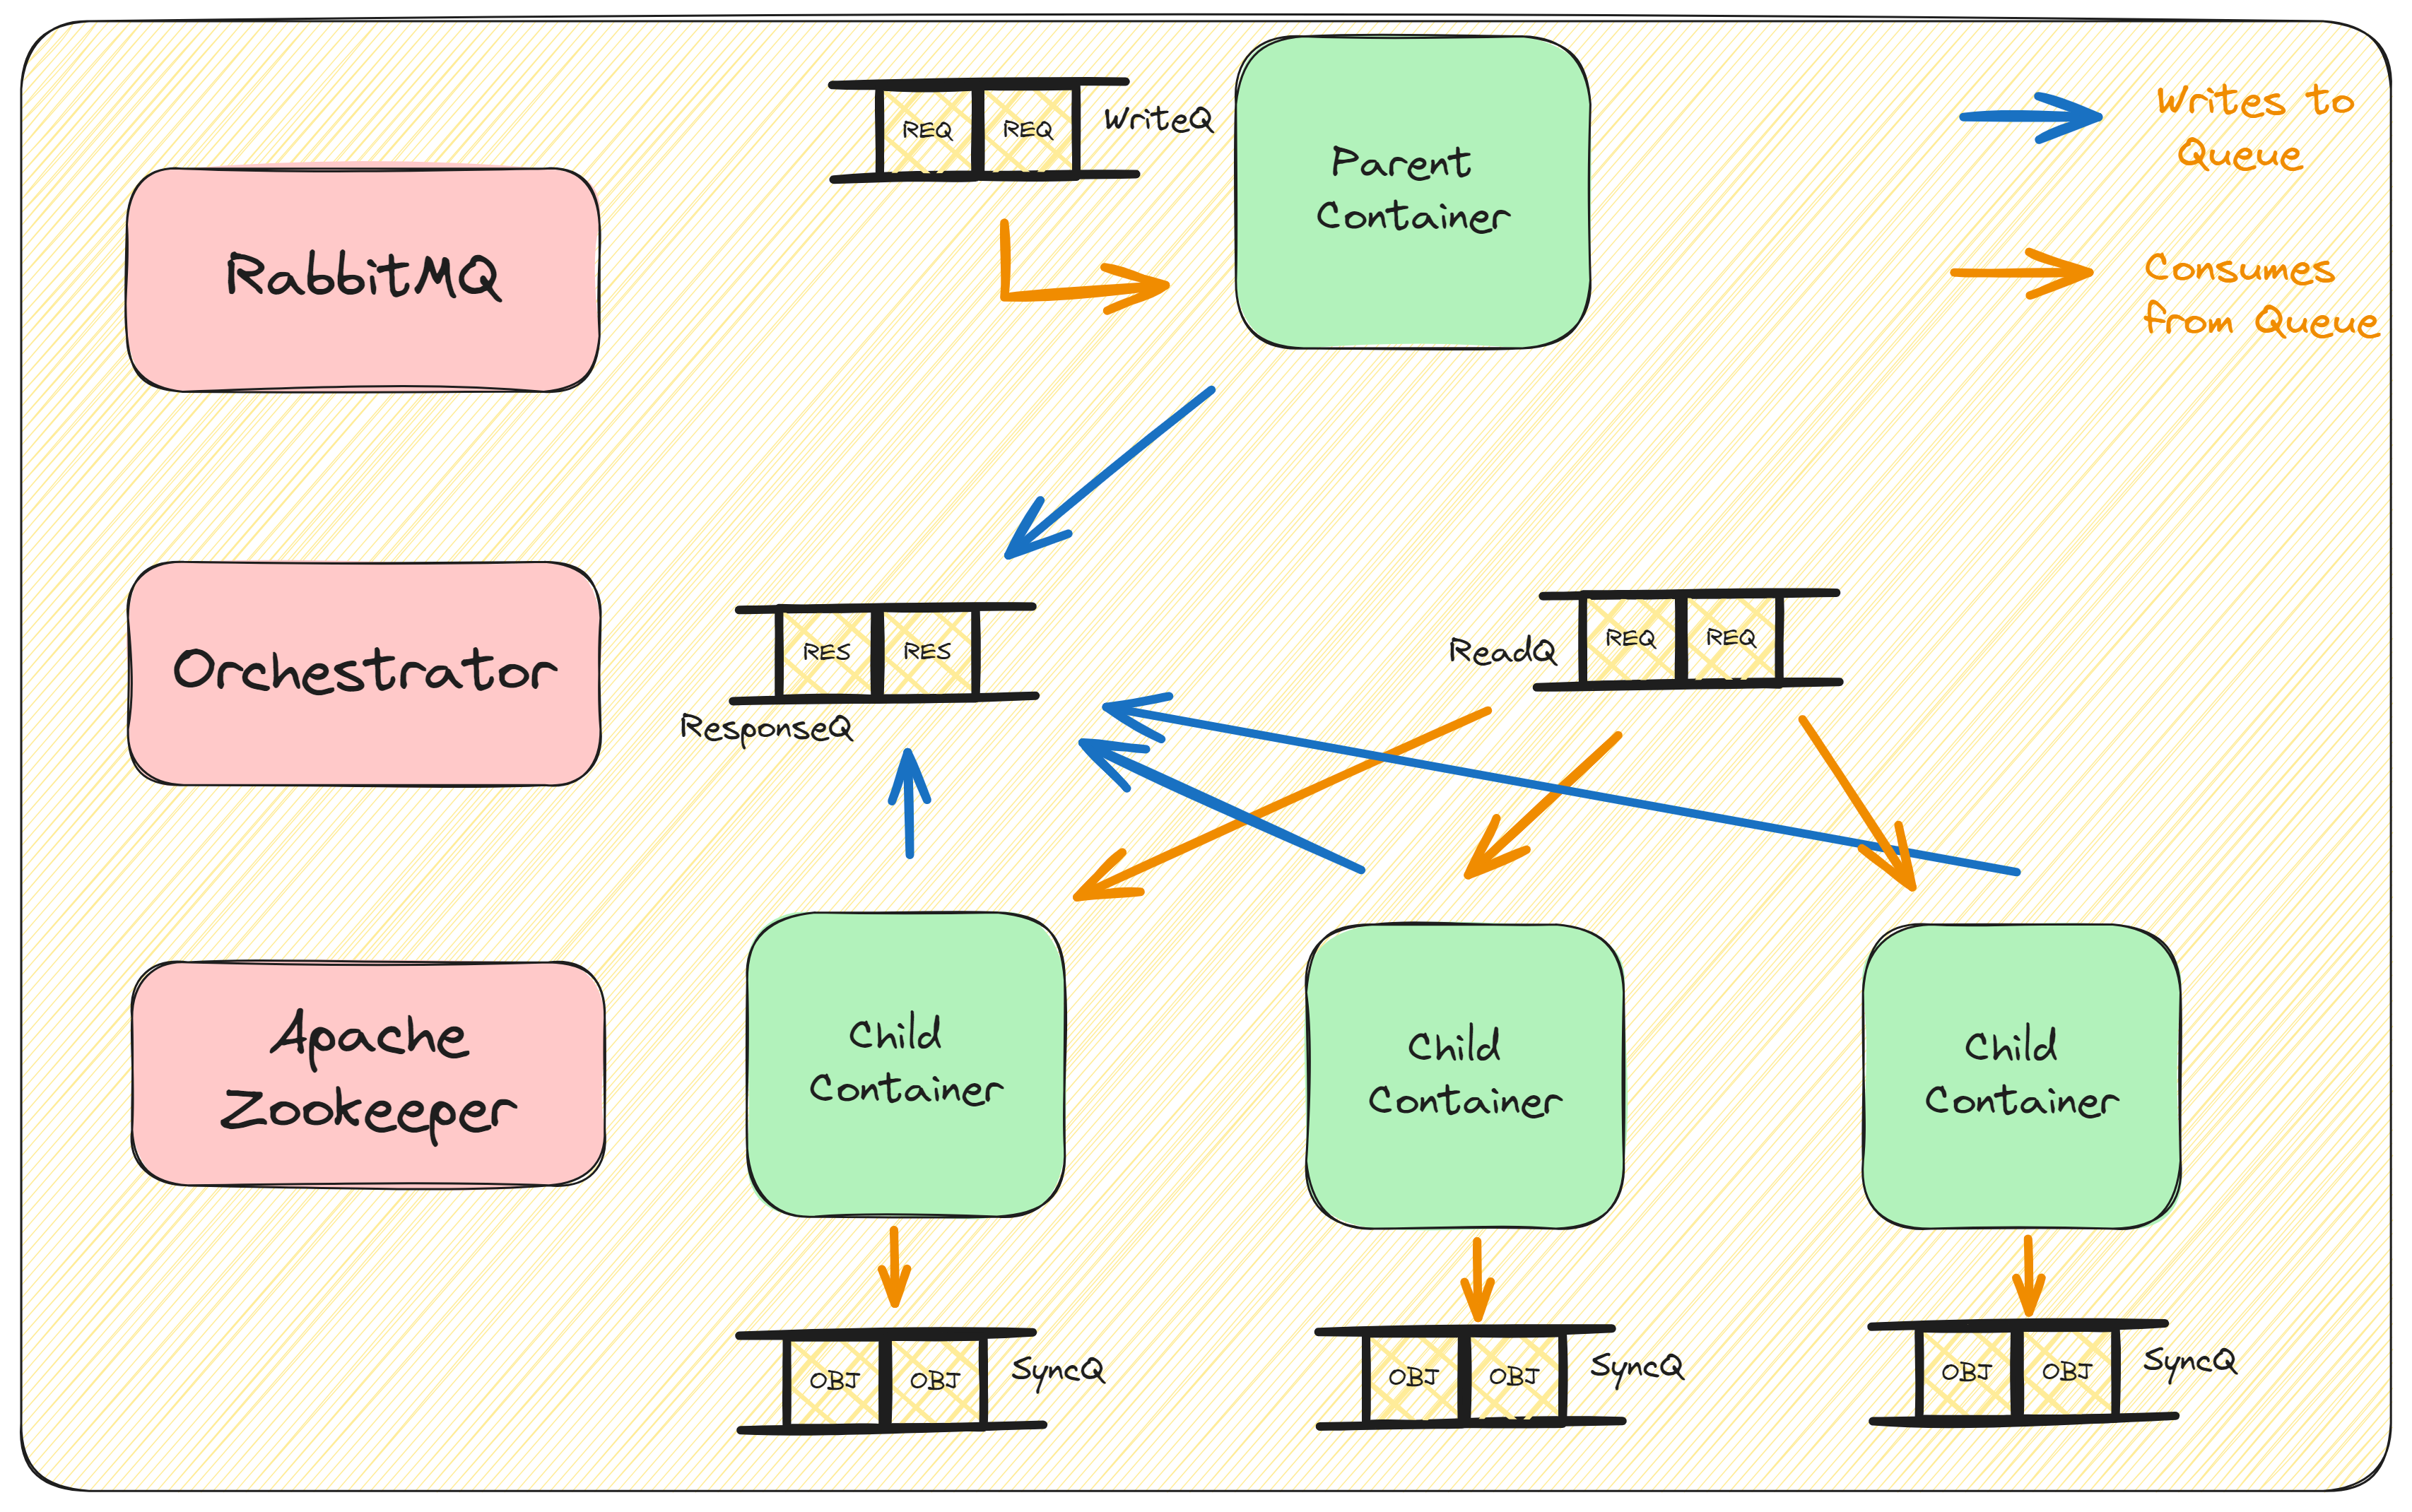 REQ
REQ
WriteQ
Parent
Container
Writes to
Queue
RabbitMQ
Consumes
from Queue
Orchestrator
RES
RES
ResponseQ
ReadQ
REQ
REQ
Apache
Zookeeper
Child
Container
Child
Container
Child
Container
OBJ
OBJ
SyncQ
OBJ
OBJ
SyncQ
OBJ
OBJ
SyncQ